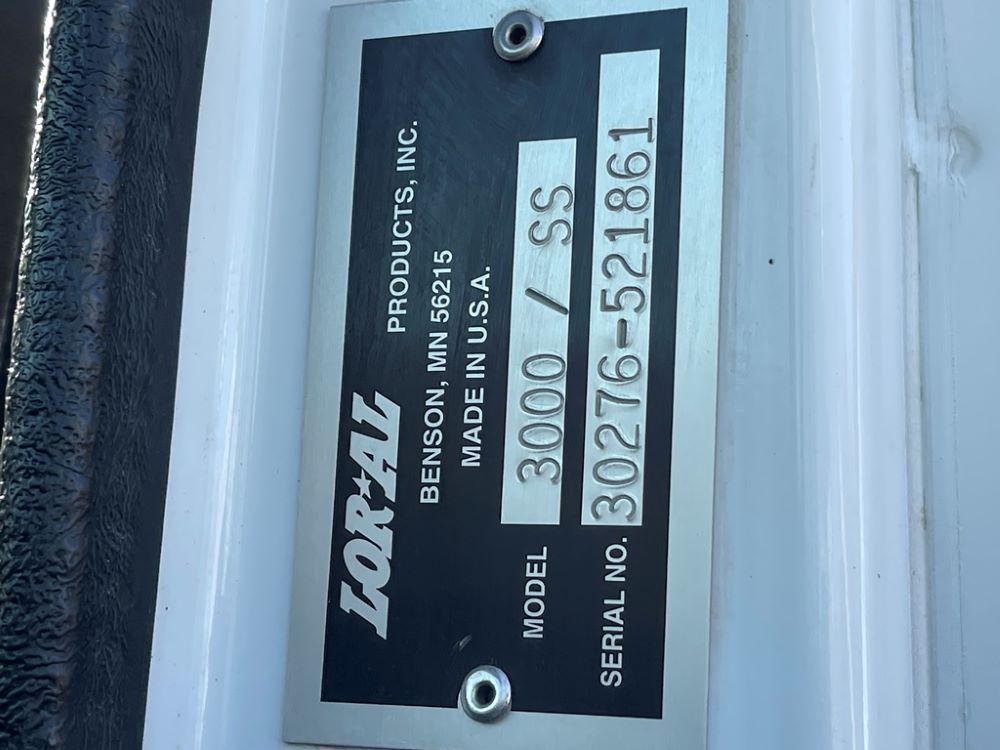 LOR★AL
PRODUCTS, INC.
BENSON, MN 56215
MADE IN U.S.A.
MODEL 3000 / SS
SERIAL NO. 30276-521861